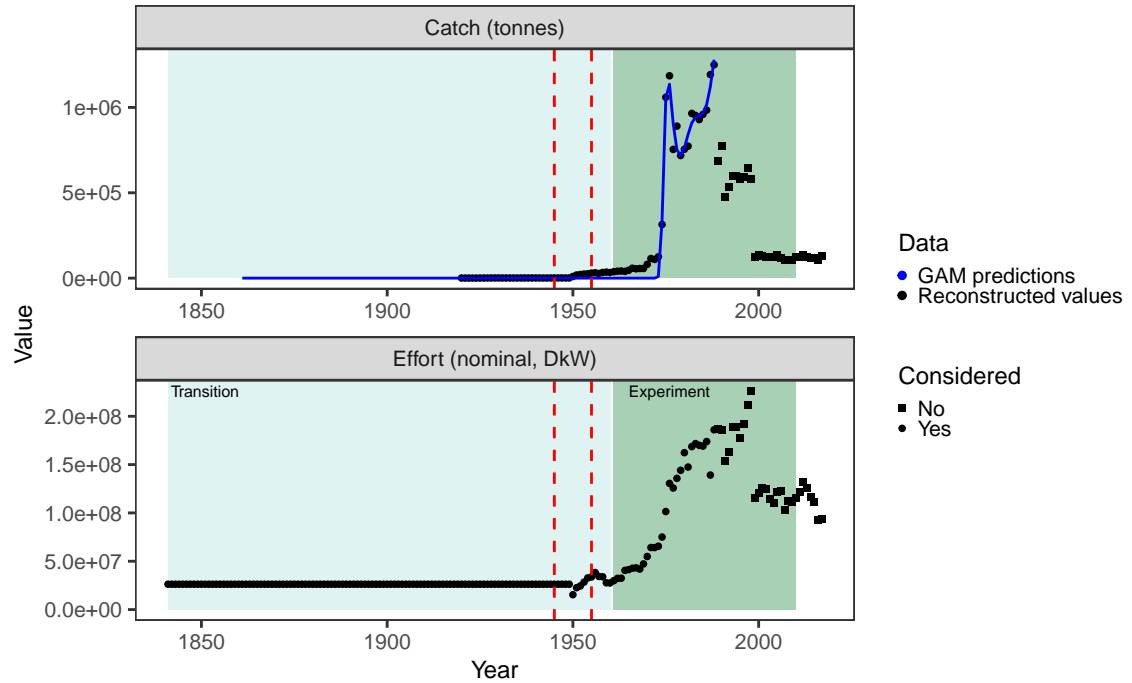 Catch (tonnes)
1e+06
5e+05
0e+00
1850
1900
1950
2000
Value
Effort (nominal, DkW)
Transition
Experiment
2.0e+08
1.5e+08
1.0e+08
5.0e+07
0.0e+00
1850
1900
1950
2000
Year
Data
GAM predictions
Reconstructed values
Considered
No
Yes